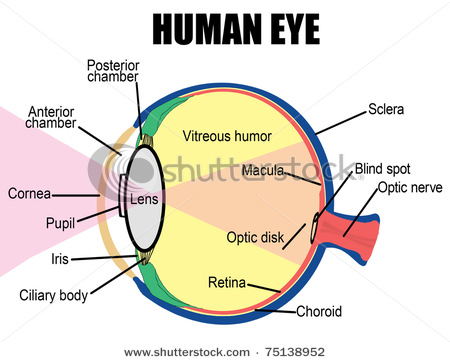 HUMAN EYE
Posterior
chamber
Anterior
chamber
Sclera
Vitreous humor
Macula
Blind spot
Optic nerve
Cornea
Lens
Pupil
Optic disk
Iris
Retina
Ciliary body
Choroid
shutterstock
www.shutterstock.com · 75138952